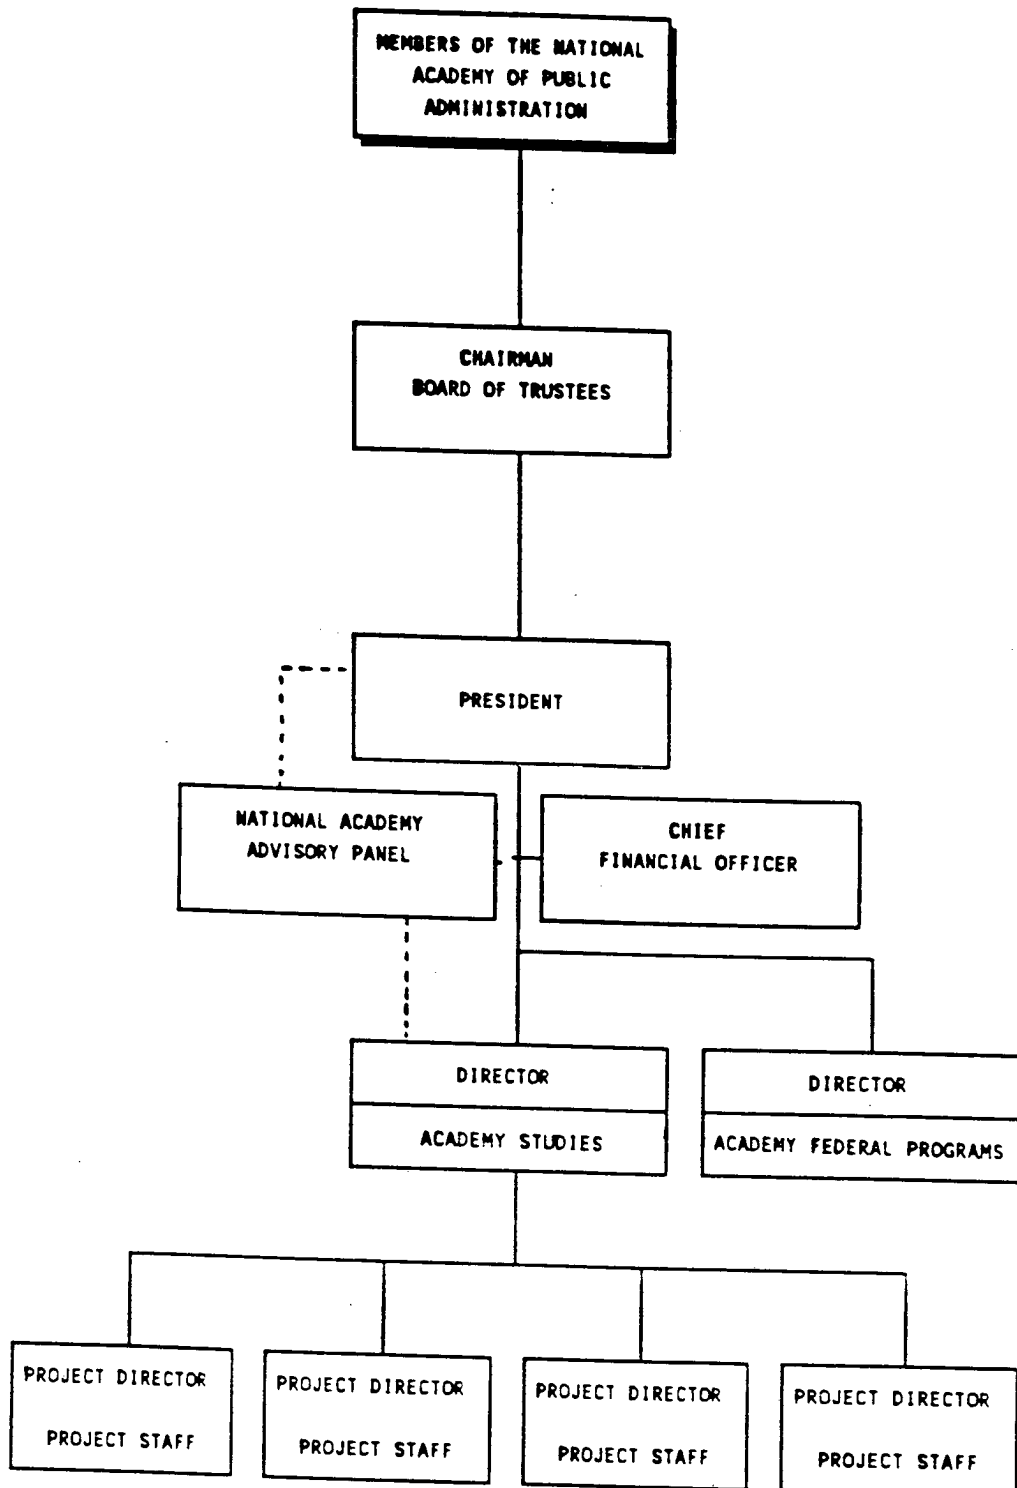 MEMBERS OF THE NATIONAL
ACADEMY OF PUBLIC
ADMINISTRATION
CHAIRMAN
BOARD OF TRUSTEES
PRESIDENT
NATIONAL ACADEMY
ADVISORY PANEL
CHIEF
FINANCIAL OFFICER
DIRECTOR
ACADEMY STUDIES
DIRECTOR
ACADEMY FEDERAL PROGRAMS
PROJECT DIRECTOR
PROJECT STAFF
PROJECT DIRECTOR
PROJECT STAFF
PROJECT DIRECTOR
PROJECT STAFF
PROJECT DIRECTOR
PROJECT STAFF